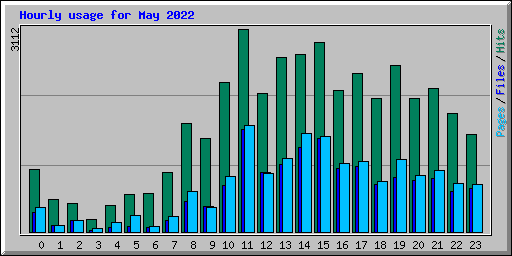 Hourly usage for May 2022
3112
Pages / Files / Hits
0 1 2 3 4 5 6 7 8 9 10 11 12 13 14 15 16 17 18 19 20 21 22 23